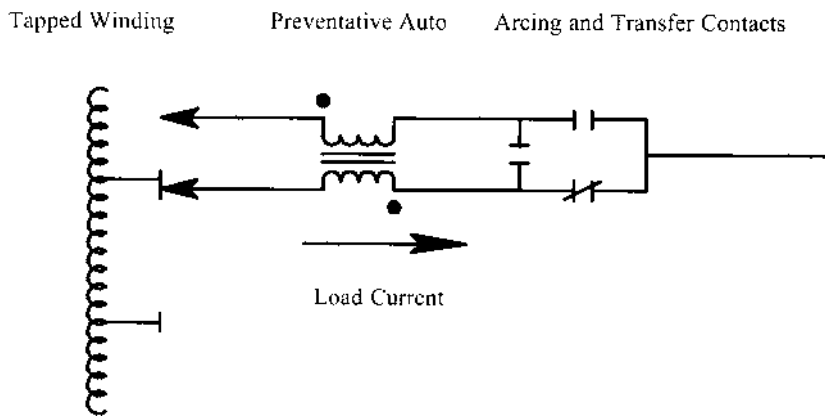 Tapped Winding
Preventative Auto
Arcing and Transfer Contacts
Load Current